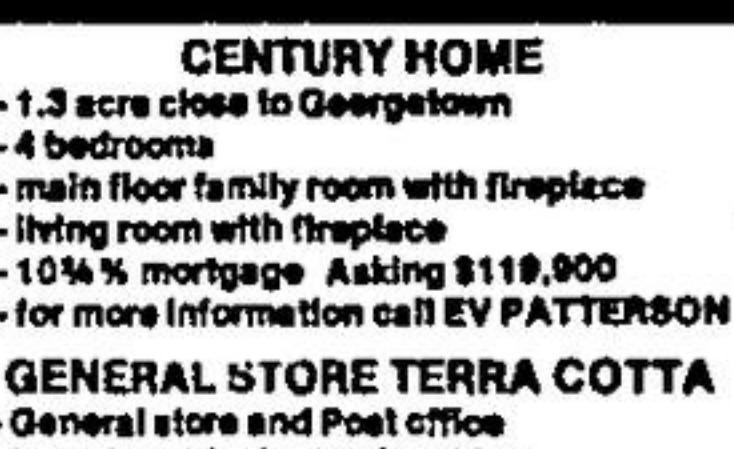 CENTURY HOME
- 1.3 acre close to Georgetown
- 4 bedrooms
- main floor family room with fireplace
- living room with fireplace
- 10¾% mortgage Asking $119,900
- for more information call EV PATTERSON
GENERAL STORE TERRA COTTA
- General store and Post office